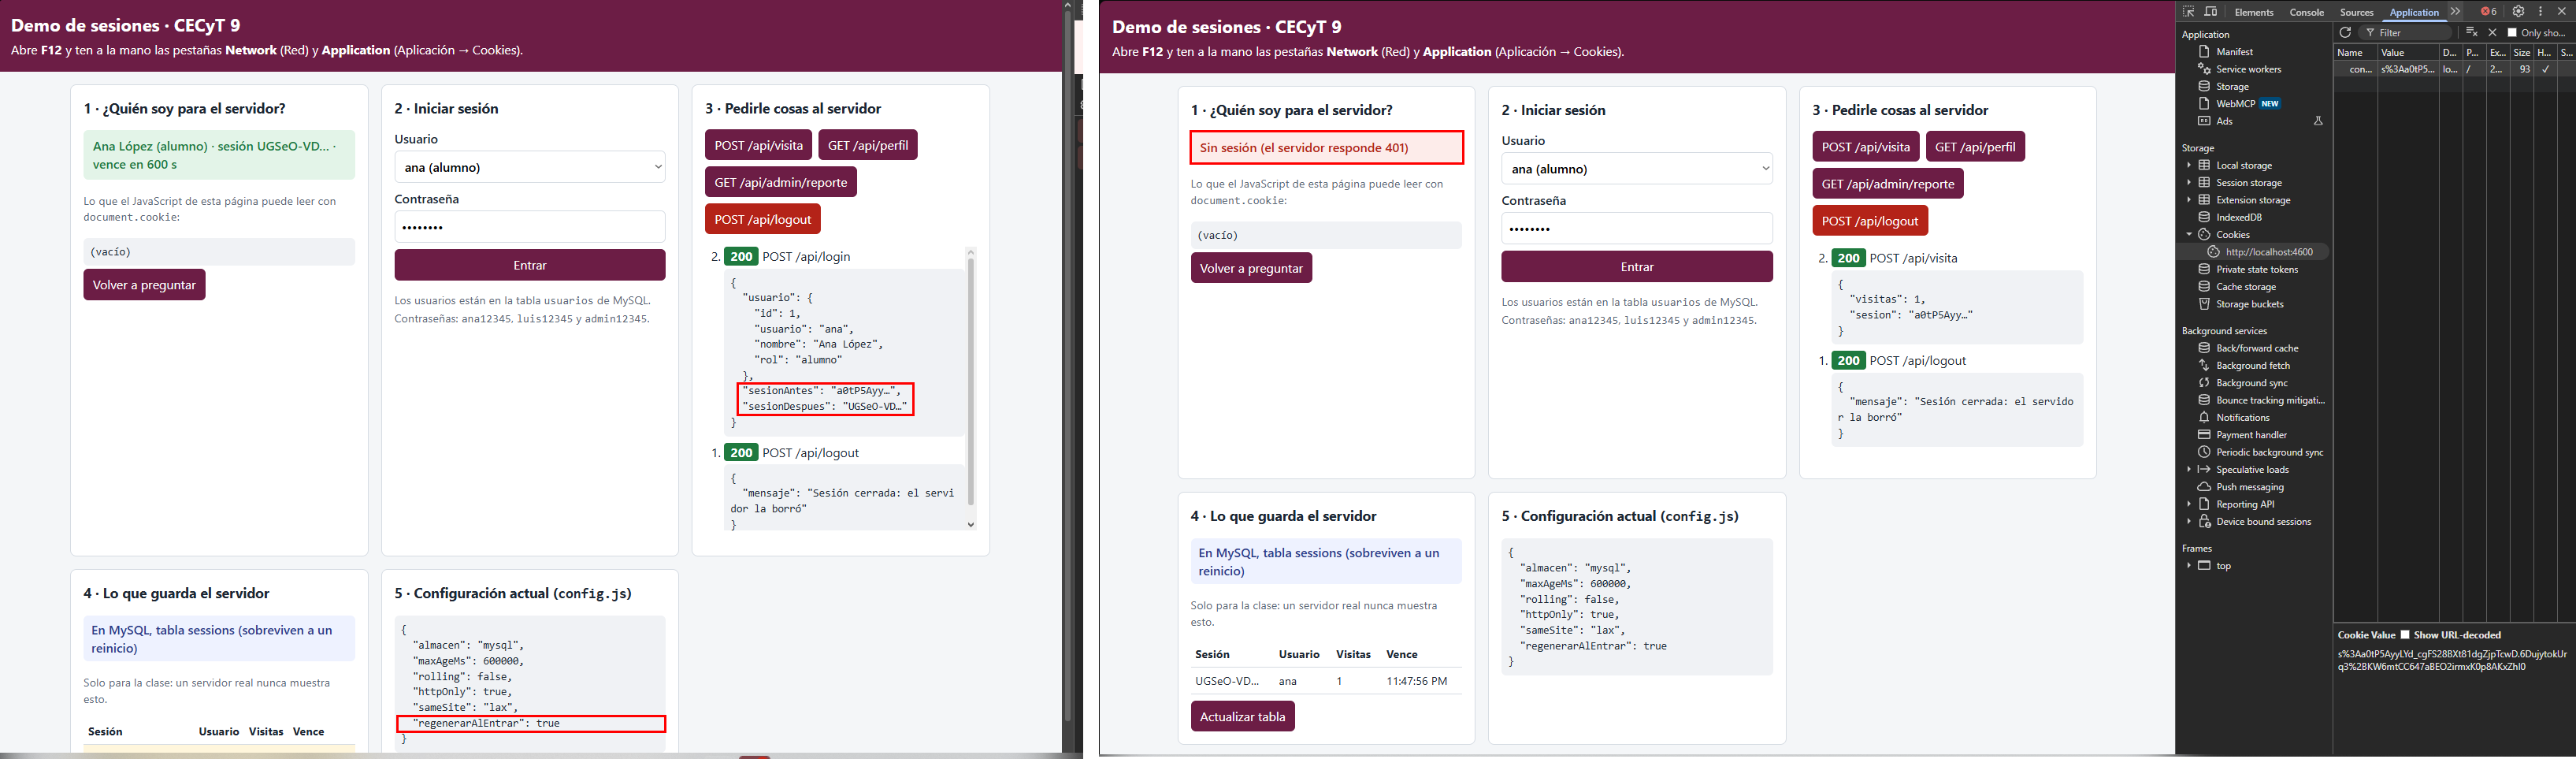 Demo de sesiones · CECyT 9
Abre F12 y ten a la mano las pestañas Network (Red) y Application (Aplicación → Cookies).
1 · ¿Quién soy para el servidor?
Ana López (alumno) · sesión UGSeO-VD... ·
vence en 600 s
Lo que el JavaScript de esta página puede leer con
document.cookie:
(vacío)
Volver a preguntar
2 · Iniciar sesión
Usuario
ana (alumno)
Contraseña
••••••••
Entrar
Los usuarios están en la tabla usuarios de MySQL.
Contraseñas: ana12345, luis12345 y admin12345.
3 · Pedirle cosas al servidor
POST /api/visita
GET /api/perfil
GET /api/admin/reporte
POST /api/logout
2. 200 POST /api/login
{
"usuario": {
"id": 1,
"usuario": "ana",
"nombre": "Ana López",
"rol": "alumno"
},
"sesionAntes": "a0tP5Ayy…",
"sesionDespues": "UGSeO-VD…"
}
1. 200 POST /api/logout
{
"mensaje": "Sesión cerrada: el servi
dor la borró"
}
4 · Lo que guarda el servidor
En MySQL, tabla sessions (sobreviven a un
reinicio)
Solo para la clase: un servidor real nunca muestra
esto.
Sesión Usuario Visitas Vence
5 · Configuración actual (config.js)
{
"almacen": "mysql",
"maxAgeMs": 600000,
"rolling": false,
"httpOnly": true,
"sameSite": "lax",
"regenerarAlEntrar": true
}
Demo de sesiones · CECyT 9
Abre F12 y ten a la mano las pestañas Network (Red) y Application (Aplicación → Cookies).
1 · ¿Quién soy para el servidor?
Sin sesión (el servidor responde 401)
Lo que el JavaScript de esta página puede leer con
document.cookie:
(vacío)
Volver a preguntar
2 · Iniciar sesión
Usuario
ana (alumno)
Contraseña
••••••••
Entrar
Los usuarios están en la tabla usuarios de MySQL.
Contraseñas: ana12345, luis12345 y admin12345.
3 · Pedirle cosas al servidor
POST /api/visita
GET /api/perfil
GET /api/admin/reporte
POST /api/logout
2. 200 POST /api/visita
{
"visitas": 1,
"sesion": "a0tP5Ayy…"
}
1. 200 POST /api/logout
{
"mensaje": "Sesión cerrada: el servido
r la borró"
}
4 · Lo que guarda el servidor
En MySQL, tabla sessions (sobreviven a un
reinicio)
Solo para la clase: un servidor real nunca muestra
esto.
Sesión Usuario Visitas Vence
UGSeO-VD... ana 1 11:47:56 PM
Actualizar tabla
5 · Configuración actual (config.js)
{
"almacen": "mysql",
"maxAgeMs": 600000,
"rolling": false,
"httpOnly": true,
"sameSite": "lax",
"regenerarAlEntrar": true
}
Elements Console Sources Application 6
Application
Manifest
Service workers
Storage
WebMCP NEW
Ads
Storage
Local storage
Session storage
Extension storage
IndexedDB
Cookies
http://localhost:4600
Private state tokens
Cache storage
Storage buckets
Background services
Back/forward cache
Background fetch
Background sync
Bounce tracking mitigati...
Notifications
Payment handler
Periodic background sync
Speculative loads
Push messaging
Reporting API
Device bound sessions
Frames
top
Filter
Only sho...
Name Value D... P... Ex... Size H... S...
con... s%3Aa0tP5... lo... / 2... 93 ✓
Cookie Value Show URL-decoded